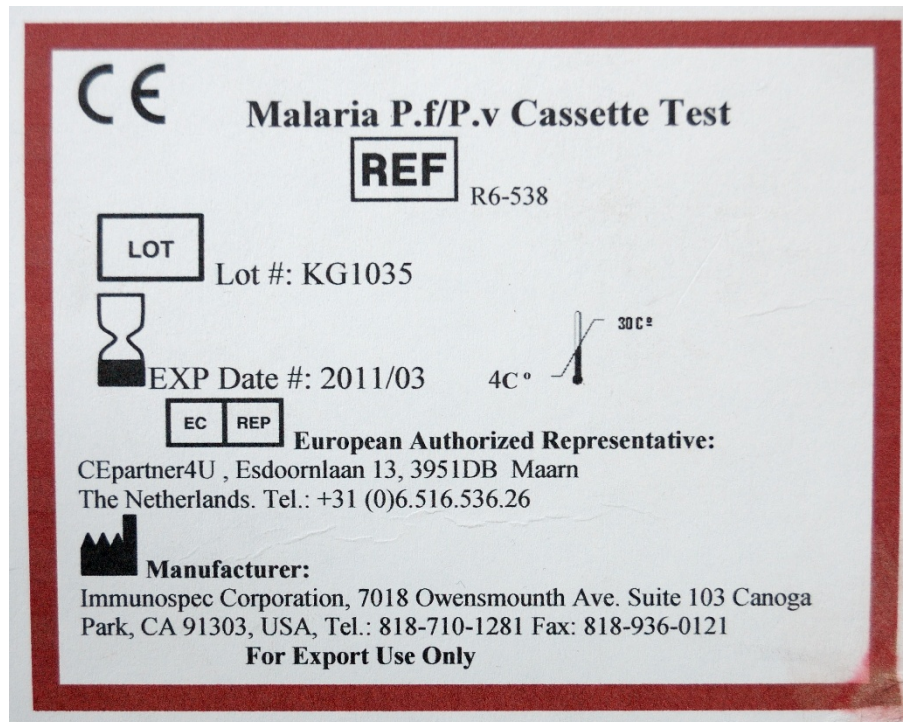 CE
Malaria P.f/P.v Cassette Test
REF
R6-538
LOT
Lot #: KG1035
30Cº
EXP Date #: 2011/03
4Cº
EC REP
European Authorized Representative:
CEpartner4U , Esdoornlaan 13, 3951DB Maarn
The Netherlands. Tel.: +31 (0)6.516.536.26
Manufacturer:
Immunospec Corporation, 7018 Owensmounth Ave. Suite 103 Canoga
Park, CA 91303, USA, Tel.: 818-710-1281 Fax: 818-936-0121
For Export Use Only